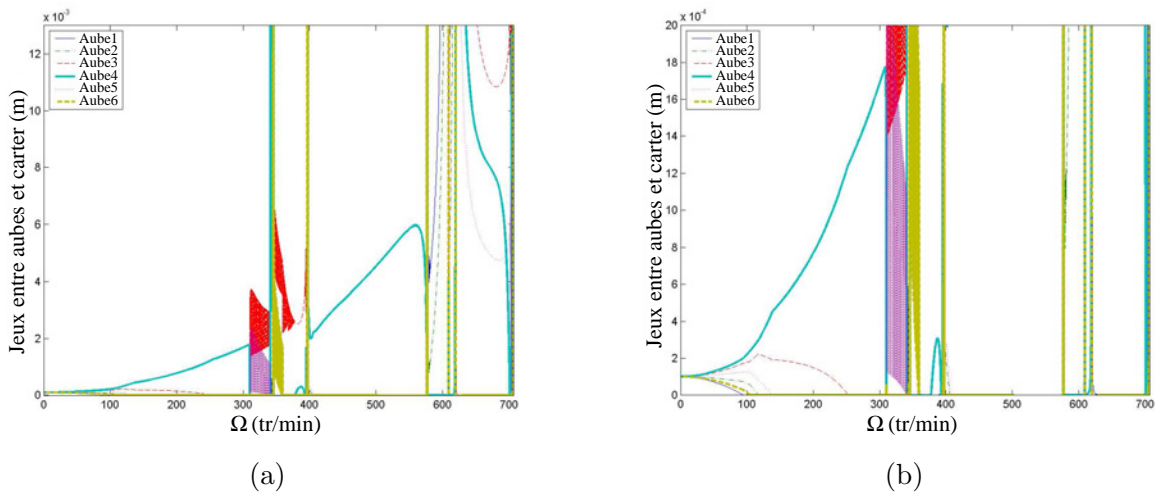 x 10⁻³
12
10
8
6
4
2
0
0 100 200 300 400 500 600 700
Aube1
Aube2
Aube3
Aube4
Aube5
Aube6
Jeux entre aubes et carter (m)
Ω (tr/min)
(a)
x 10⁻⁴
20
18
16
14
12
10
8
6
4
2
0
0 100 200 300 400 500 600 700
Aube1
Aube2
Aube3
Aube4
Aube5
Aube6
Jeux entre aubes et carter (m)
Ω (tr/min)
(b)